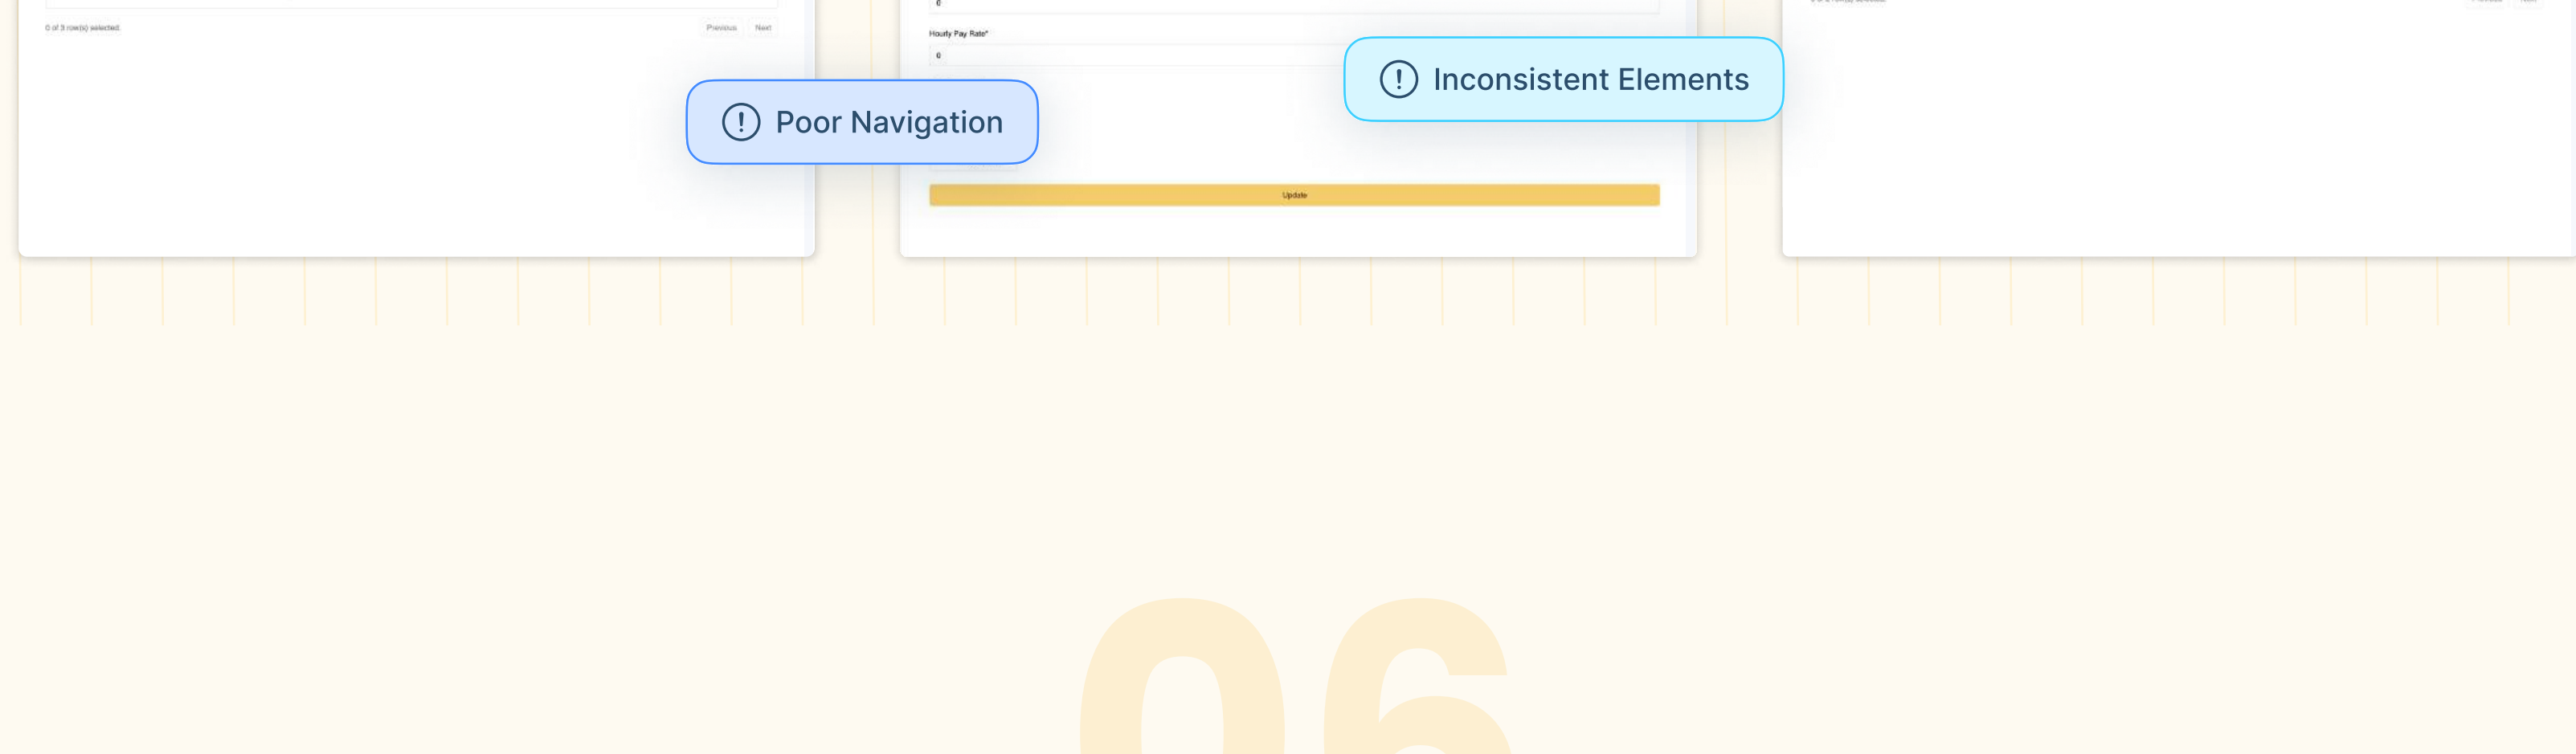 0 of 3 row(s) selected.
Previous
Next
0
Hourly Pay Rate*
0
Inconsistent Elements
Poor Navigation
Update
06